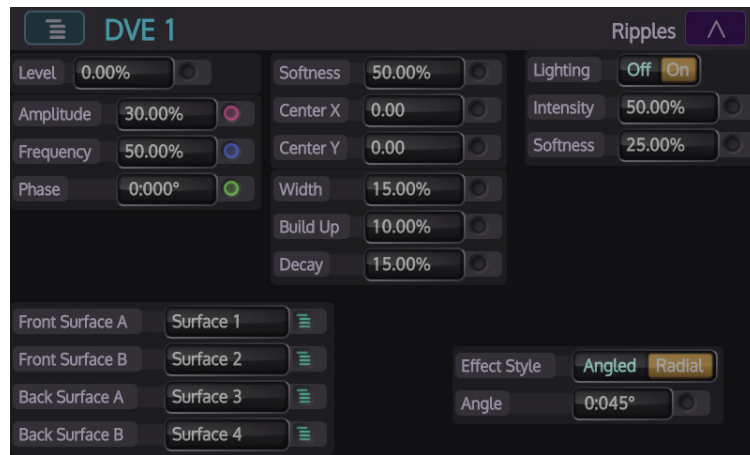 DVE 1
Ripples
Level 0.00%
Amplitude 30.00%
Frequency 50.00%
Phase 0:000°
Softness 50.00%
Center X 0.00
Center Y 0.00
Width 15.00%
Build Up 10.00%
Decay 15.00%
Lighting Off On
Intensity 50.00%
Softness 25.00%
Front Surface A Surface 1
Front Surface B Surface 2
Back Surface A Surface 3
Back Surface B Surface 4
Effect Style Angled Radial
Angle 0:045°